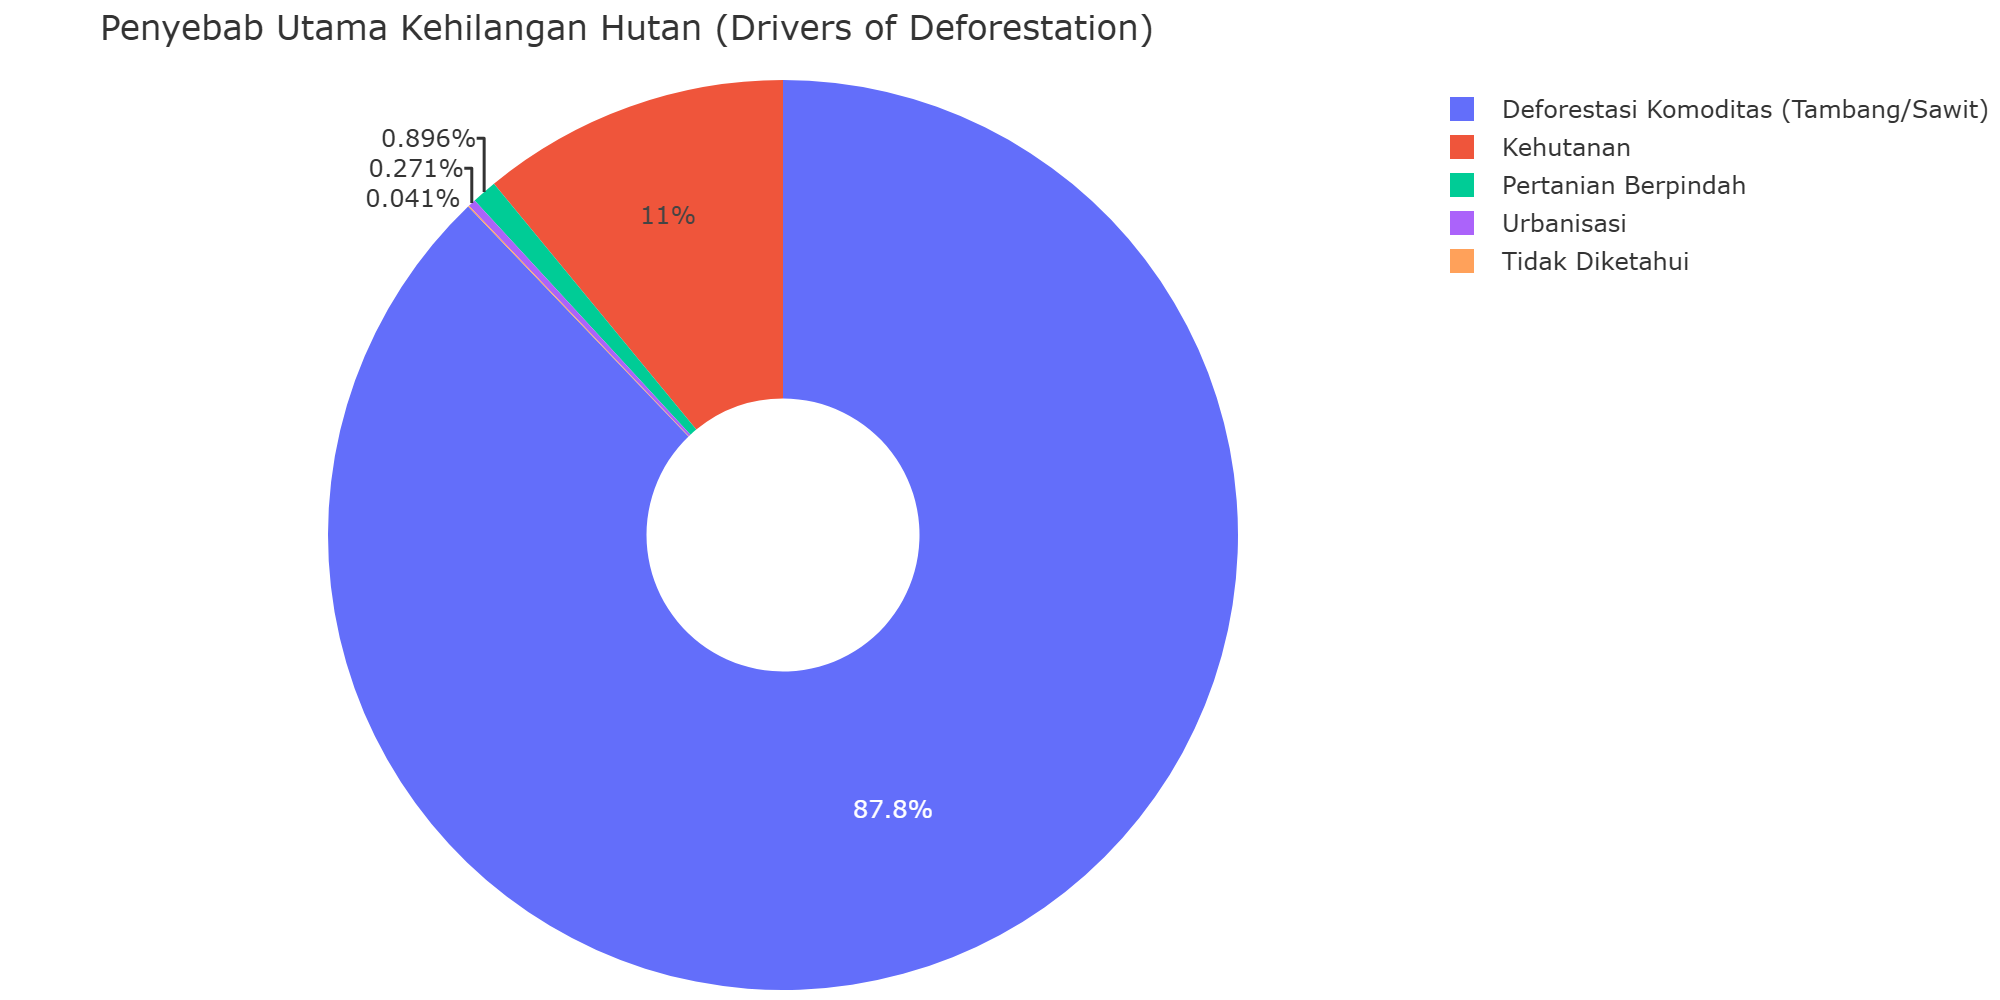 Penyebab Utama Kehilangan Hutan (Drivers of Deforestation)
0.896%
0.271%
0.041%
11%
87.8%
Deforestasi Komoditas (Tambang/Sawit)
Kehutanan
Pertanian Berpindah
Urbanisasi
Tidak Diketahui